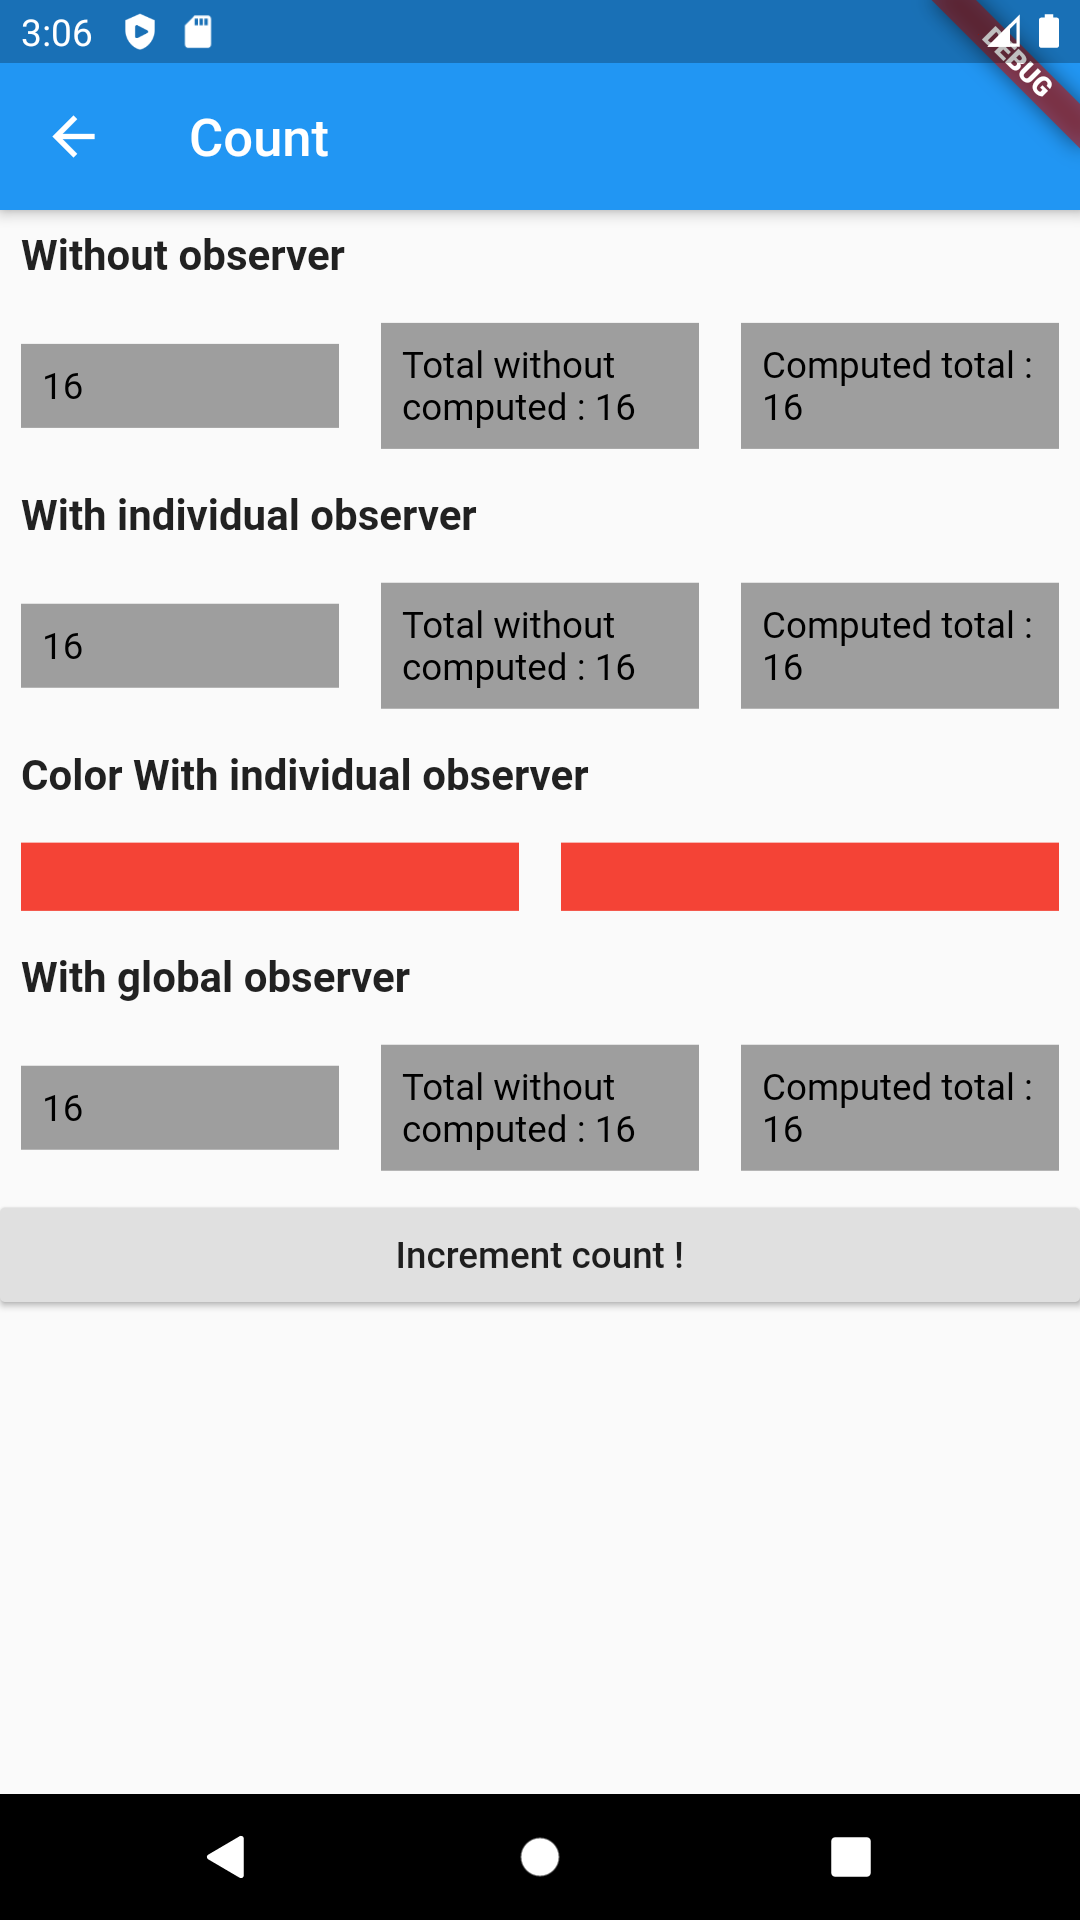 3:06
DEBUG
Count
Without observer
16
Total without
computed : 16
Computed total :
16
With individual observer
16
Total without
computed : 16
Computed total :
16
Color With individual observer
With global observer
16
Total without
computed : 16
Computed total :
16
Increment count !